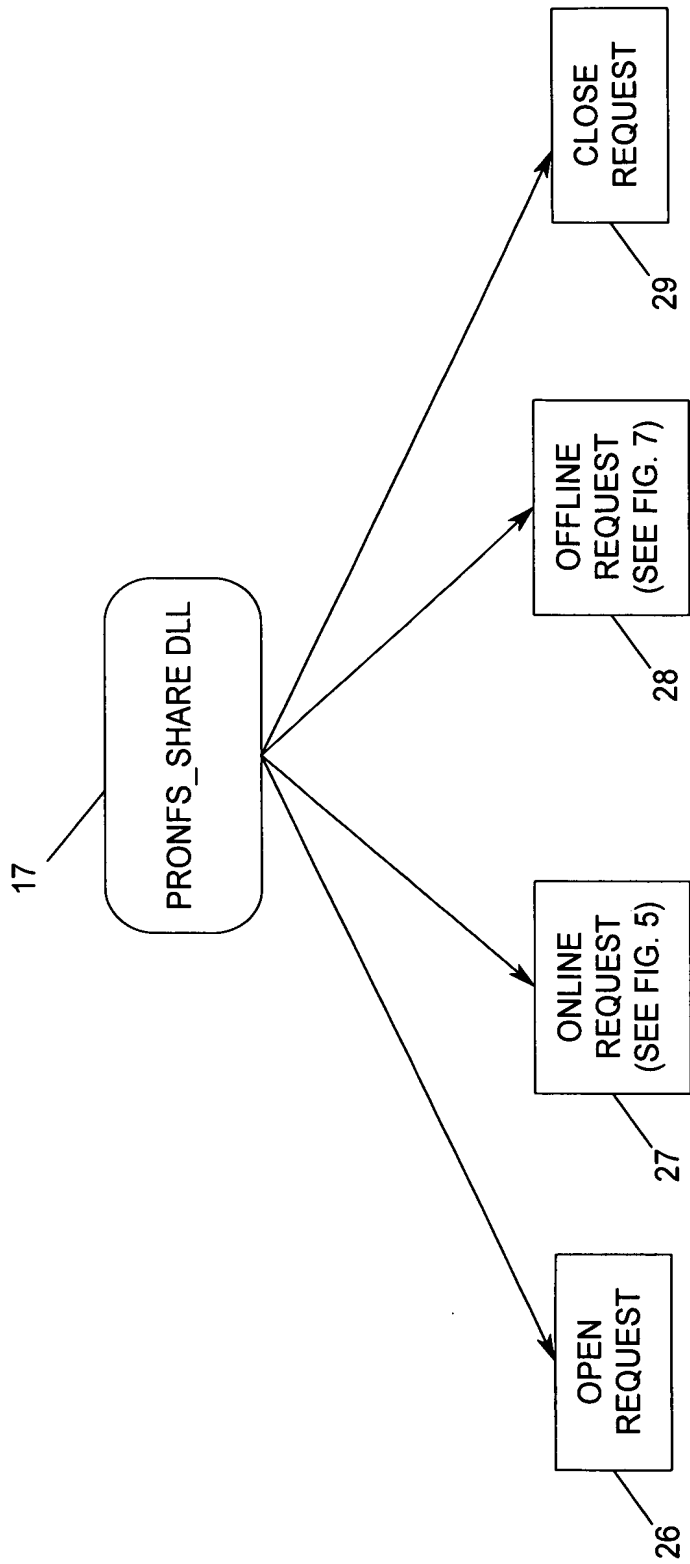 17
PRONFS_SHARE DLL
OPEN
REQUEST
26
ONLINE
REQUEST
(SEE FIG. 5)
27
OFFLINE
REQUEST
(SEE FIG. 7)
28
CLOSE
REQUEST
29